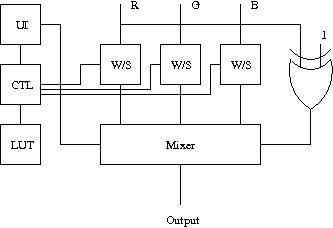 R G B
UI
1
CTL W/S W/S W/S
LUT Mixer
Output